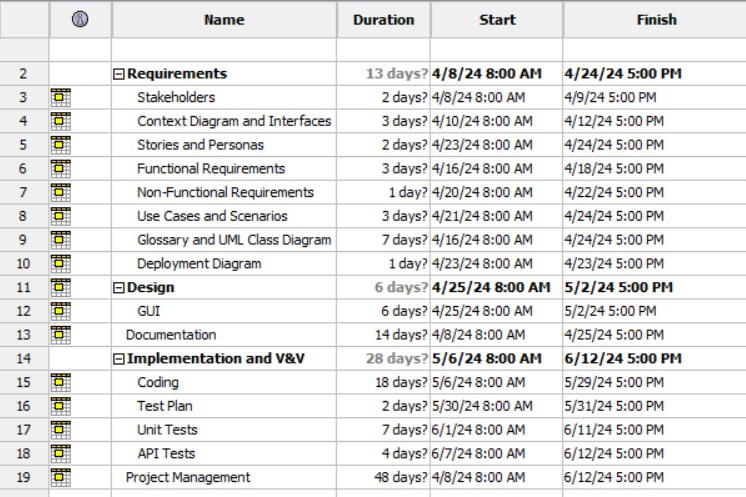 Name Duration Start Finish
2 Requirements 13 days? 4/8/24 8:00 AM 4/24/24 5:00 PM
3 Stakeholders 2 days? 4/8/24 8:00 AM 4/9/24 5:00 PM
4 Context Diagram and Interfaces 3 days? 4/10/24 8:00 AM 4/12/24 5:00 PM
5 Stories and Personas 2 days? 4/23/24 8:00 AM 4/24/24 5:00 PM
6 Functional Requirements 3 days? 4/16/24 8:00 AM 4/18/24 5:00 PM
7 Non-Functional Requirements 1 day? 4/20/24 8:00 AM 4/22/24 5:00 PM
8 Use Cases and Scenarios 3 days? 4/21/24 8:00 AM 4/24/24 5:00 PM
9 Glossary and UML Class Diagram 7 days? 4/16/24 8:00 AM 4/24/24 5:00 PM
10 Deployment Diagram 1 day? 4/23/24 8:00 AM 4/23/24 5:00 PM
11 Design 6 days? 4/25/24 8:00 AM 5/2/24 5:00 PM
12 GUI 6 days? 4/25/24 8:00 AM 5/2/24 5:00 PM
13 Documentation 14 days? 4/8/24 8:00 AM 4/25/24 5:00 PM
14 Implementation and V&V 28 days? 5/6/24 8:00 AM 6/12/24 5:00 PM
15 Coding 18 days? 5/6/24 8:00 AM 5/29/24 5:00 PM
16 Test Plan 2 days? 5/30/24 8:00 AM 5/31/24 5:00 PM
17 Unit Tests 7 days? 6/1/24 8:00 AM 6/11/24 5:00 PM
18 API Tests 4 days? 6/7/24 8:00 AM 6/12/24 5:00 PM
19 Project Management 48 days? 4/8/24 8:00 AM 6/12/24 5:00 PM